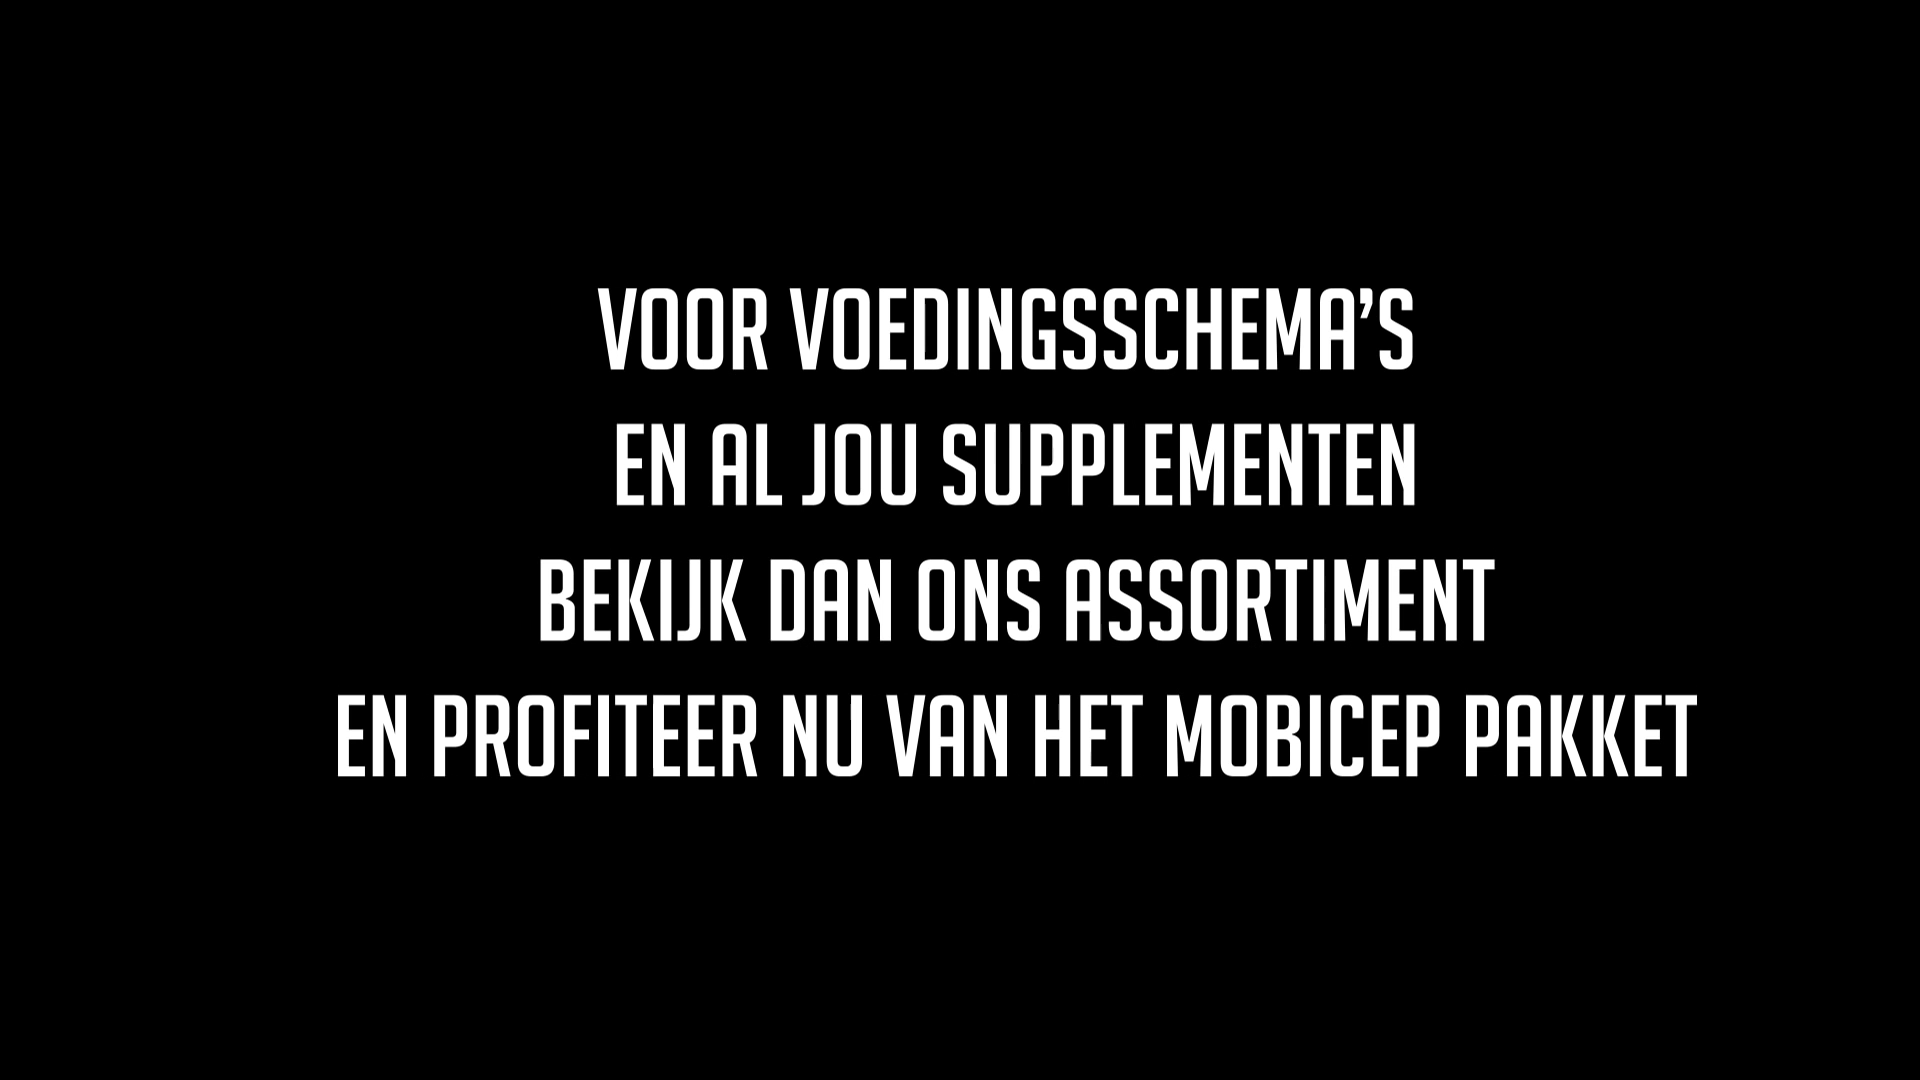 VOOR VOEDINGSSCHEMA’S
EN AL JOU SUPPLEMENTEN
BEKIJK DAN ONS ASSORTIMENT
EN PROFITEER NU VAN HET MOBICEP PAKKET